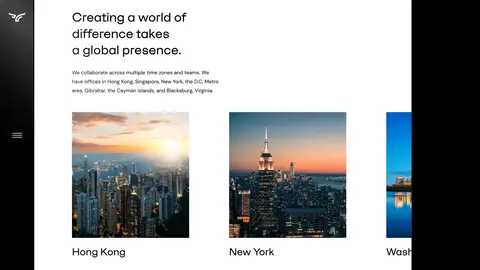 Creating a world of
difference takes
a global presence.
We collaborate across multiple time zones and teams. We
have offices in Hong Kong, Singapore, New York, the D.C. Metro
area, Gibraltar, the Cayman Islands, and Blacksburg, Virginia.
Hong Kong
New York
Wash